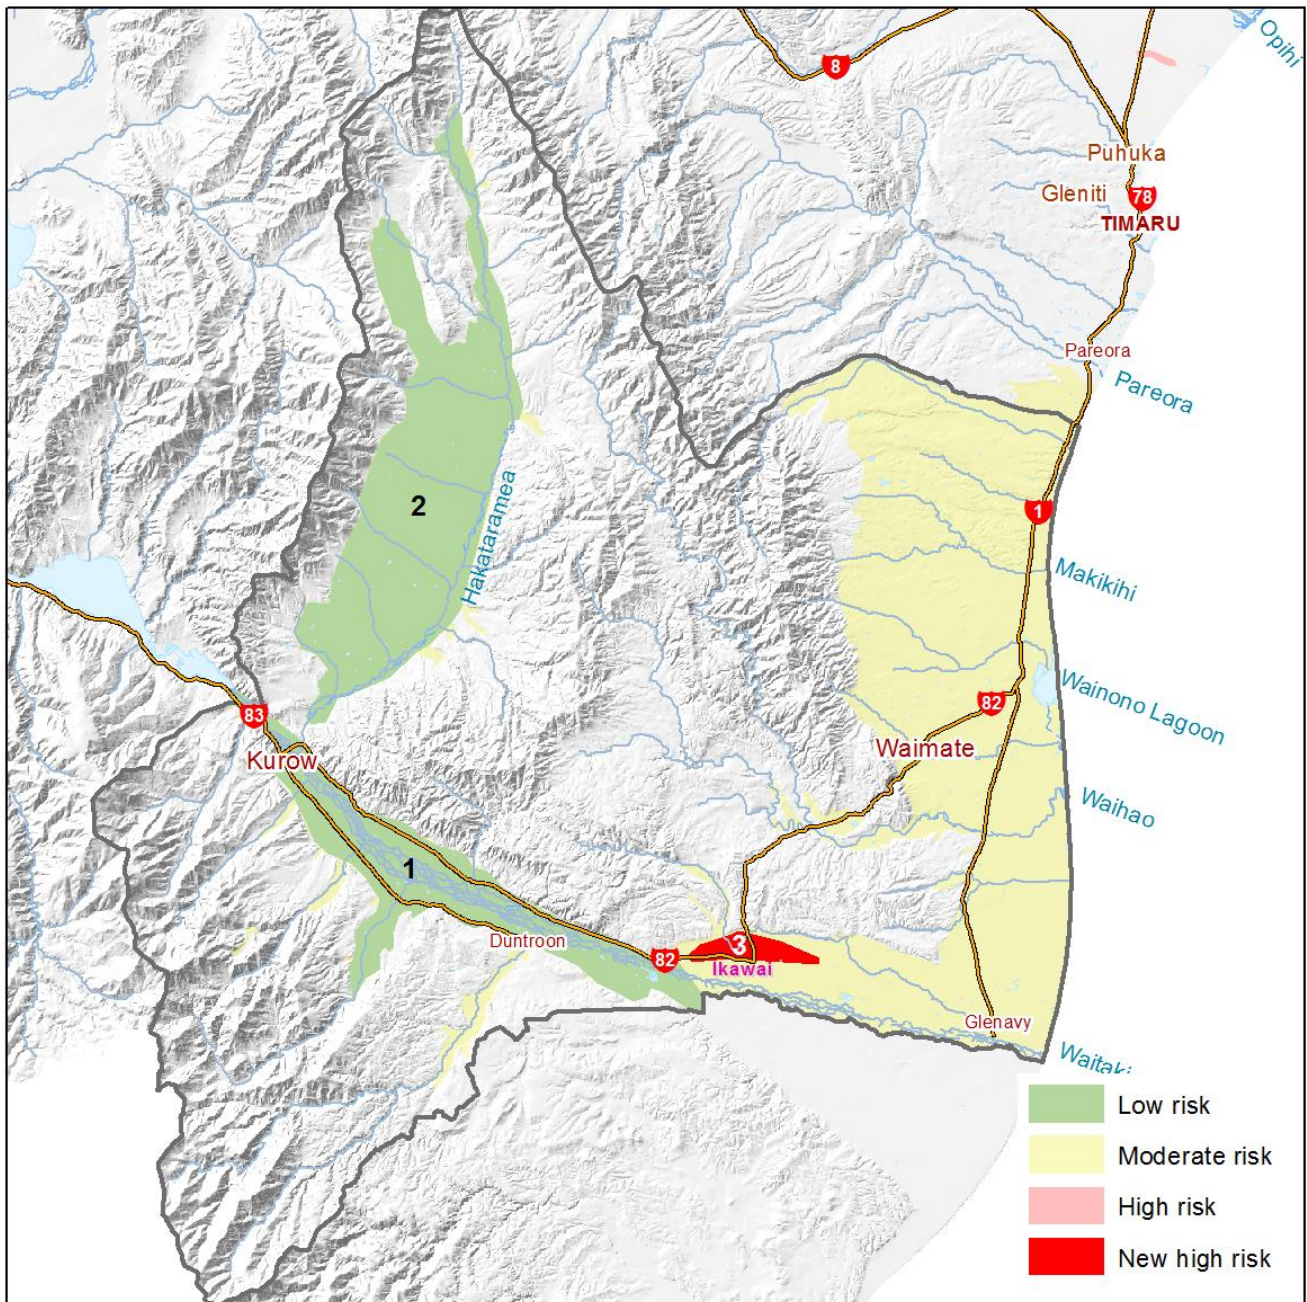 Opihi
8
Puhuka
Gleniti
78
TIMARU
Pareora
Pareora
2
Hakataramea
1
Makikihi
Wainono Lagoon
82
83
Kurow
Waimate
Waihao
1
Duntroon
3
82
Ikawai
Glenavy
Waitaki
Low risk
Moderate risk
High risk
New high risk